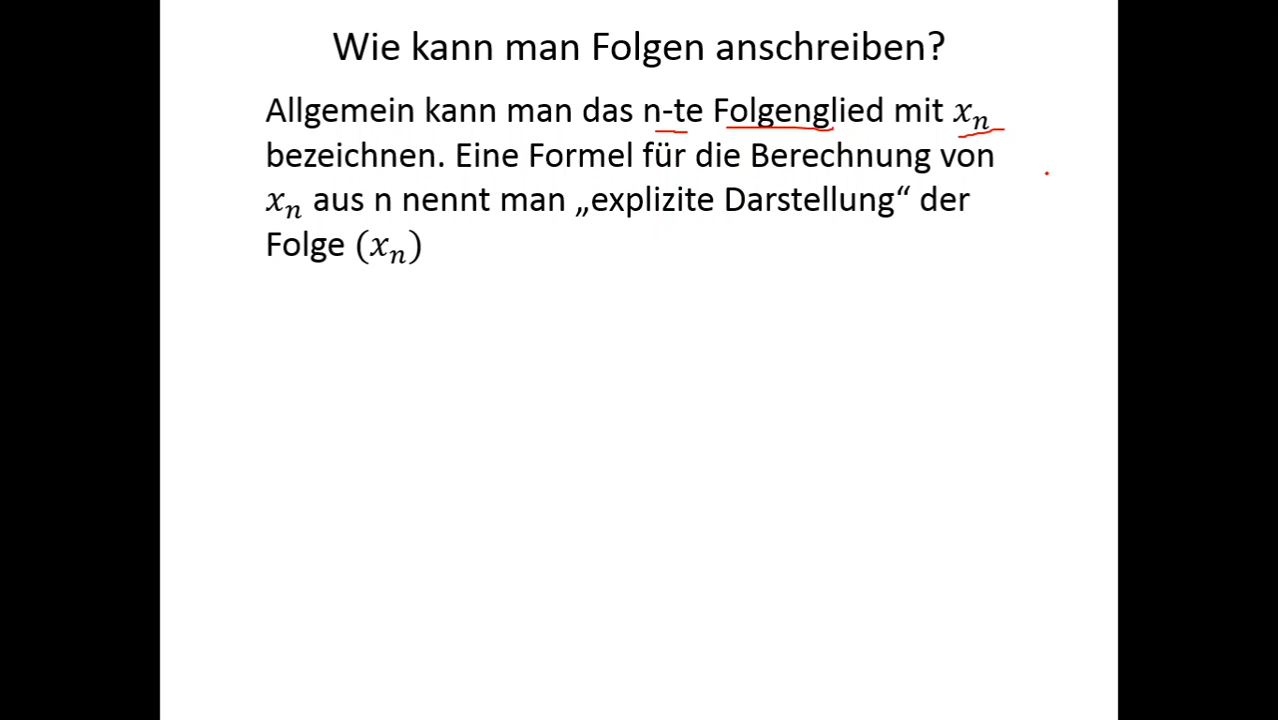 Wie kann man Folgen anschreiben?
Allgemein kann man das n-te Folgenglied mit xₙ
bezeichnen. Eine Formel für die Berechnung von
xₙ aus n nennt man „explizite Darstellung“ der
Folge (xₙ)